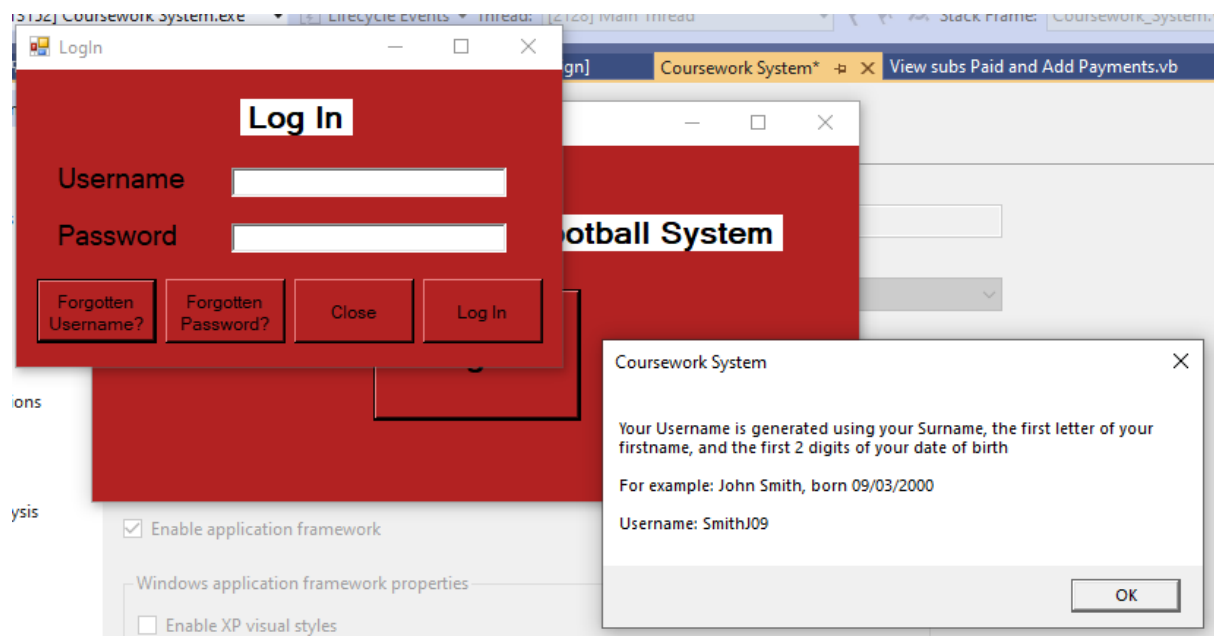 Coursework System.exe Lifecycle Events Thread: [2128] Main Thread Stack Frame: Coursework_System.
LogIn
gn] Coursework System* View subs Paid and Add Payments.vb
Log In
Username
Password
ootball System
Forgotten Username?
Forgotten Password?
Close
Log In
Coursework System
Your Username is generated using your Surname, the first letter of your
firstname, and the first 2 digits of your date of birth
For example: John Smith, born 09/03/2000
Username: SmithJ09
OK
ions
ysis
Enable application framework
Windows application framework properties
Enable XP visual styles